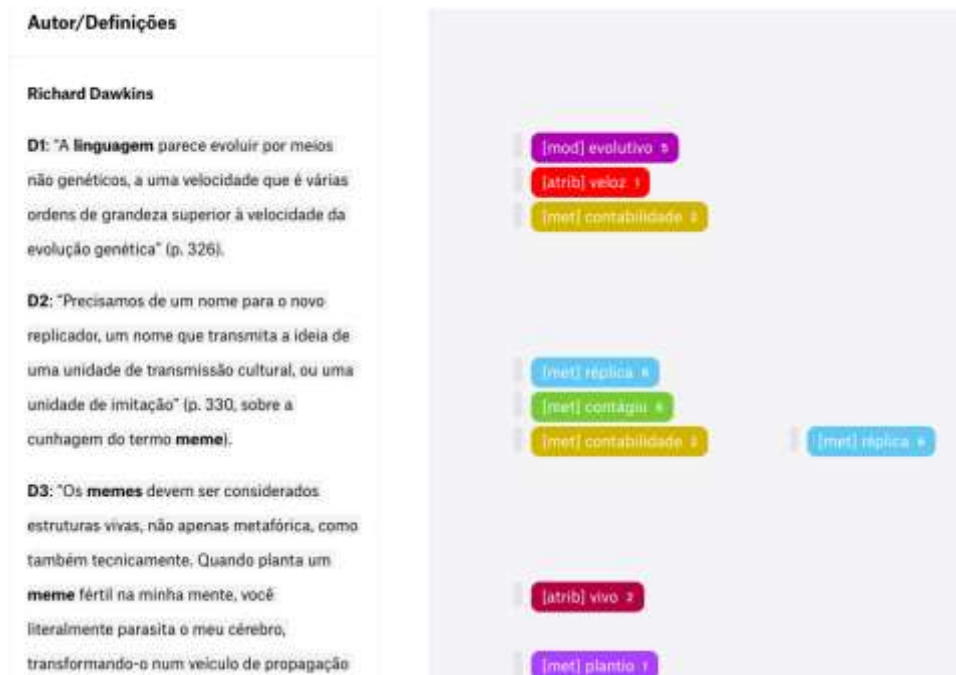 Autor/Definições
Richard Dawkins
D1: "A linguagem parece evoluir por meios
não genéticos, a uma velocidade que é várias
ordens de grandeza superior à velocidade da
evolução genética" (p. 326).
D2: "Precisamos de um nome para o novo
replicador, um nome que transmita a ideia de
uma unidade de transmissão cultural, ou uma
unidade de imitação" (p. 330, sobre a
cunhagem do termo meme).
D3: "Os memes devem ser considerados
estruturas vivas, não apenas metafórica, como
também tecnicamente. Quando planta um
meme fértil na minha mente, você
literalmente parasita o meu cérebro,
transformando-o num veículo de propagação
[mod] evolutivo 5
[atrib] veloz 1
[met] contabilidade
[met] réplica
[met] contágio
[met] contabilidade
[met] réplica
[atrib] vivo 2
[met] plantio 1